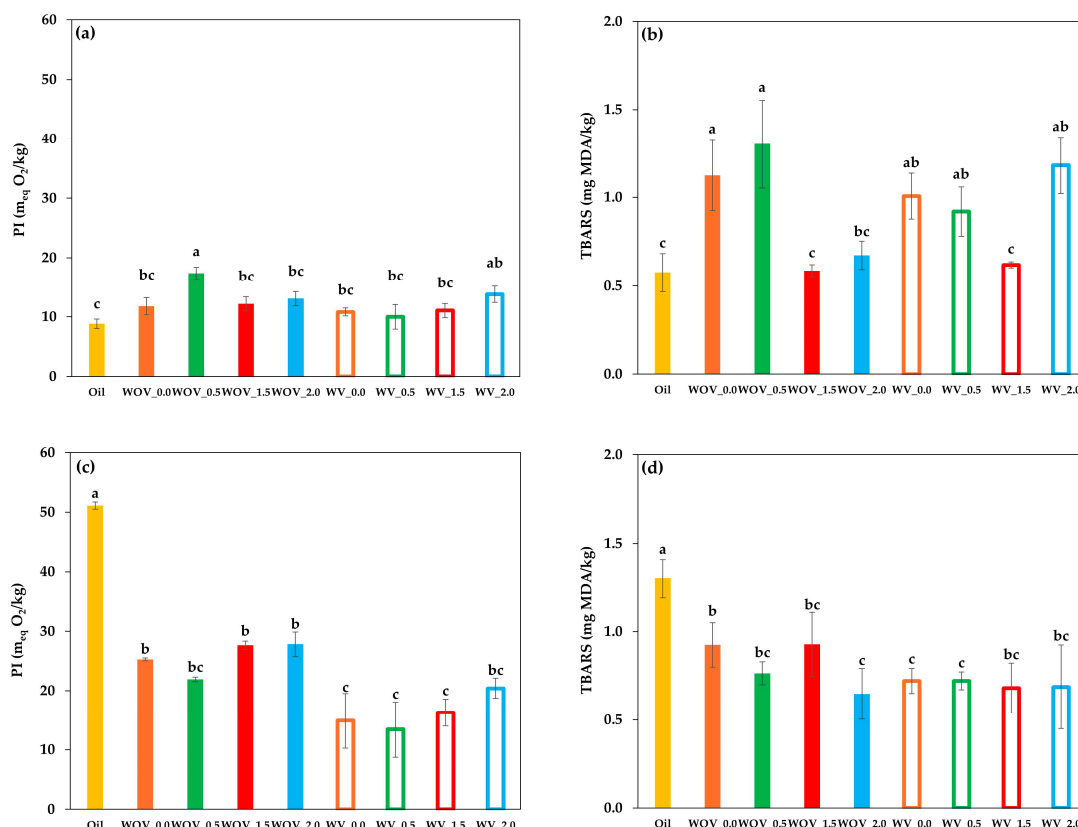 (a)
PI (meq O2/kg)
60
50
40
30
20
10
0
c
bc
a
bc
bc
bc
bc
bc
ab
Oil WOV_0.0 WOV_0.5 WOV_1.5 WOV_2.0 WV_0.0 WV_0.5 WV_1.5 WV_2.0
(b)
TBARS (mg MDA/kg)
2.0
1.5
1.0
0.5
0.0
c
a
a
c
bc
ab
ab
c
ab
Oil WOV_0.0 WOV_0.5 WOV_1.5 WOV_2.0 WV_0.0 WV_0.5 WV_1.5 WV_2.0
(c)
PI (meq O2/kg)
60
50
40
30
20
10
0
a
b
bc
b
b
c
c
c
bc
Oil WOV_0.0 WOV_0.5 WOV_1.5 WOV_2.0 WV_0.0 WV_0.5 WV_1.5 WV_2.0
(d)
TBARS (mg MDA/kg)
2.0
1.5
1.0
0.5
0.0
a
b
bc
bc
c
c
c
bc
bc
Oil WOV_0.0 WOV_0.5 WOV_1.5 WOV_2.0 WV_0.0 WV_0.5 WV_1.5 WV_2.0